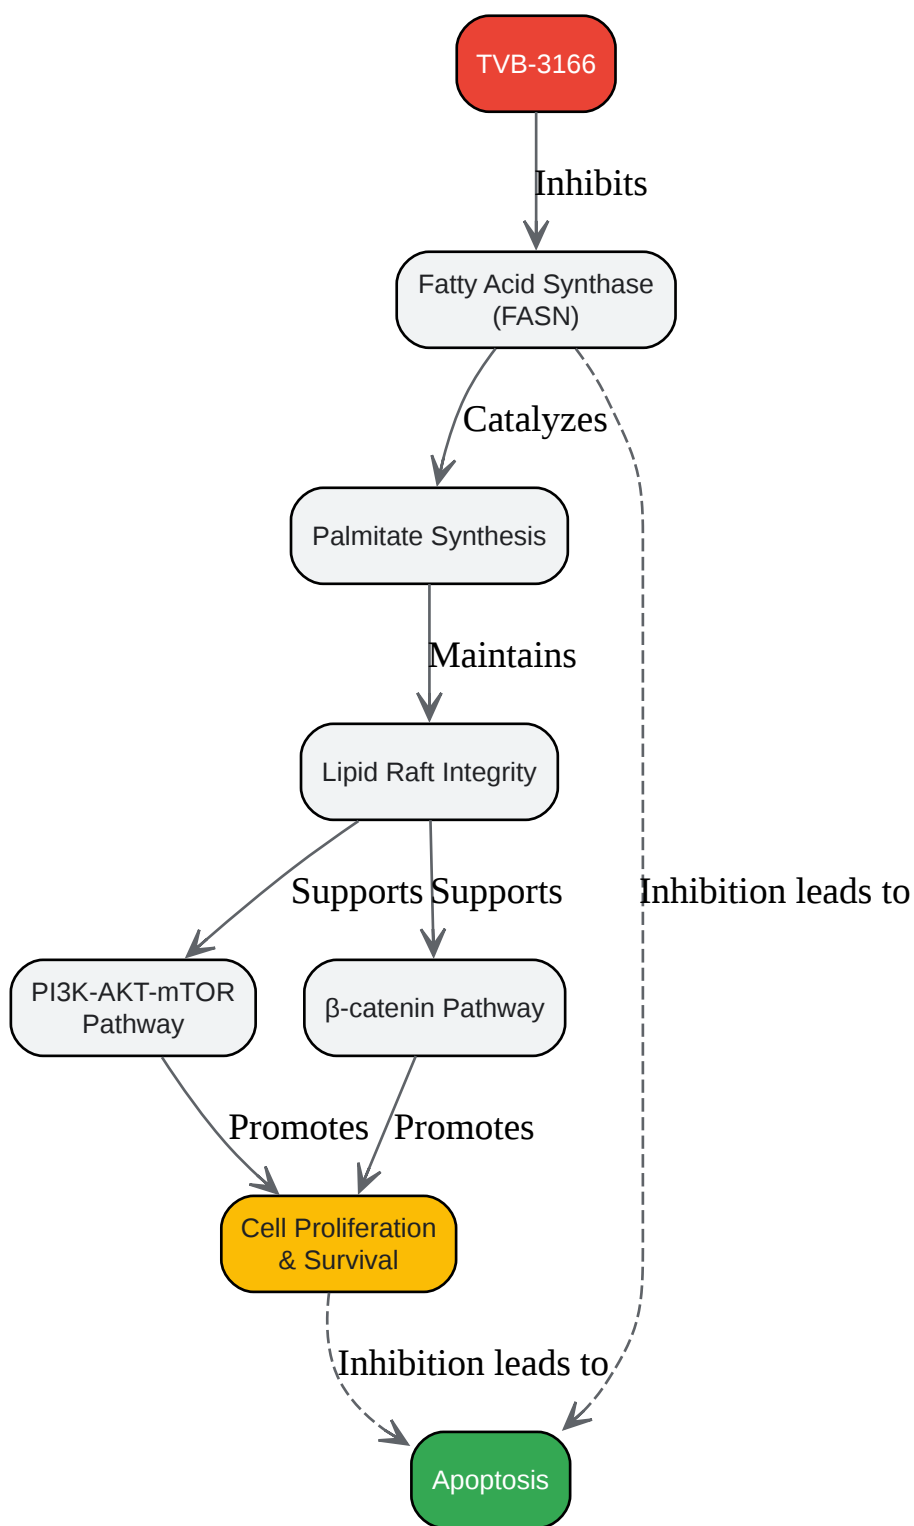 TVB-3166
Inhibits
Fatty Acid Synthase
(FASN)
Catalyzes
Palmitate Synthesis
Maintains
Lipid Raft Integrity
Supports
Supports
Inhibition leads to
PI3K-AKT-mTOR
Pathway
β-catenin Pathway
Promotes
Promotes
Cell Proliferation
& Survival
Inhibition leads to
Apoptosis